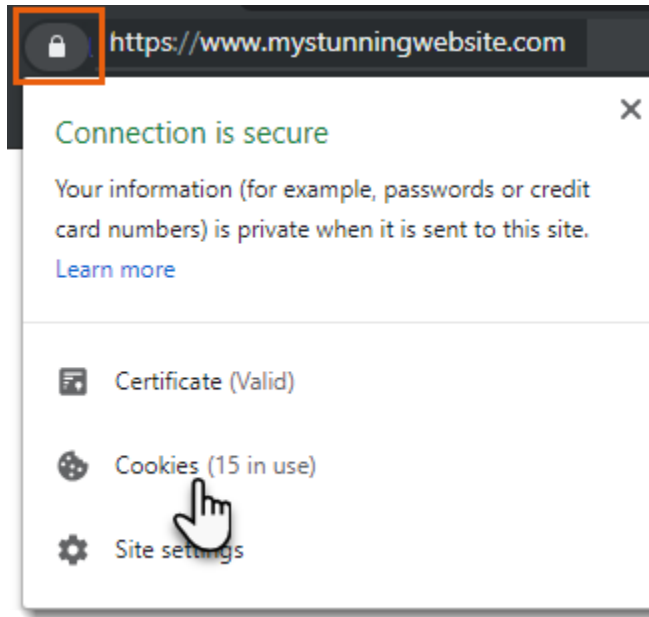 https://www.mystunningwebsite.com
Connection is secure
Your information (for example, passwords or credit
card numbers) is private when it is sent to this site.
Learn more
Certificate (Valid)
Cookies (15 in use)
Site settings